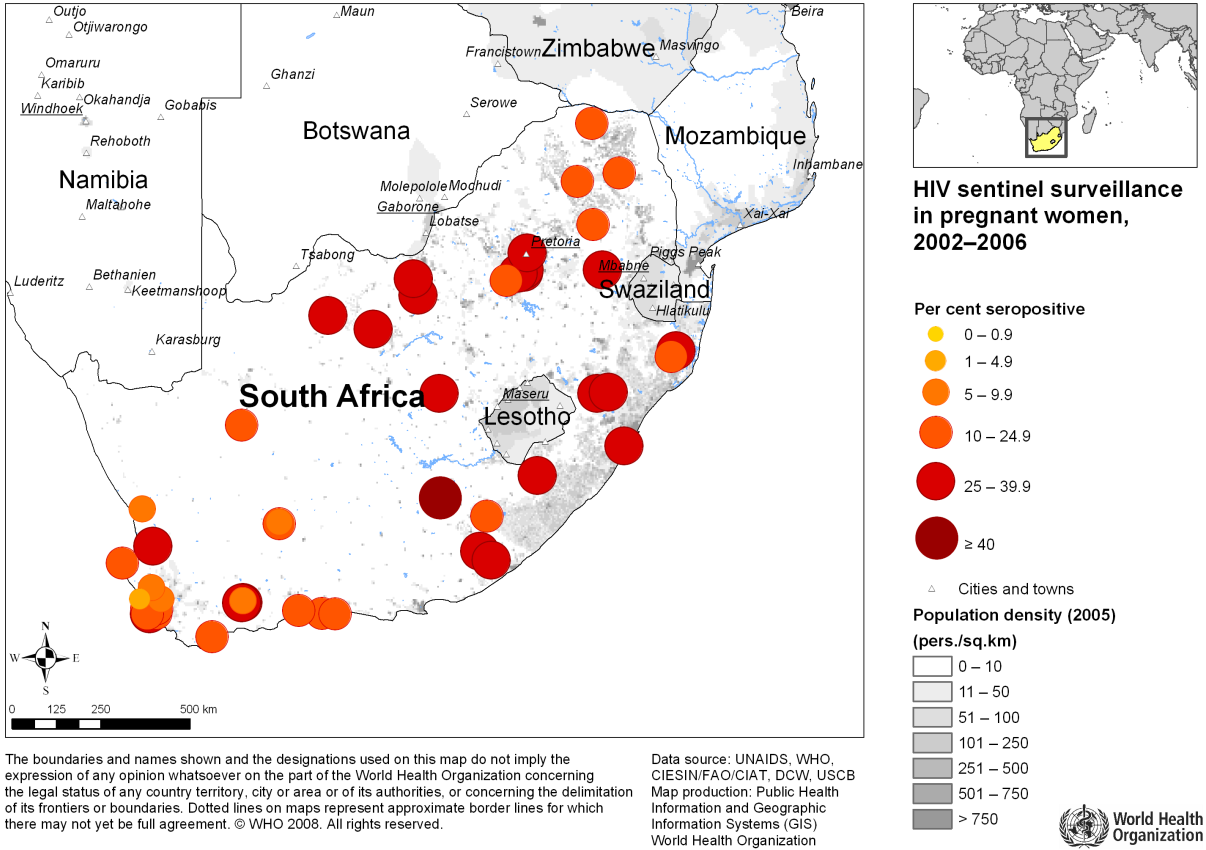 Outjo
Otjiwarongo
Maun
Beira
Francistown
Zimbabwe
Masvingo
Omaruru
Karibib
Okahandja
Windhoek
Gobabis
Ghanzi
Serowe
Rehoboth
Botswana
Mozambique
Namibia
Inhambane
Maltahohe
Molepolole
Mochudi
Gaborone
Lobatse
Xai-Xai
Pretoria
Piggs Peak
Tsabong
Mbabne
Luderitz
Bethanien
Keetmanshoop
Swaziland
Hlatikulu
Karasburg
South Africa
Maseru
Lesotho
N
W
E
S
0 125 250 500 km
HIV sentinel surveillance
in pregnant women,
2002–2006
Per cent seropositive
0 – 0.9
1 – 4.9
5 – 9.9
10 – 24.9
25 – 39.9
≥ 40
Cities and towns
Population density (2005)
(pers./sq.km)
0 – 10
11 – 50
51 – 100
101 – 250
251 – 500
501 – 750
> 750
The boundaries and names shown and the designations used on this map do not imply the
expression of any opinion whatsoever on the part of the World Health Organization concerning
the legal status of any country territory, city or area or of its authorities, or concerning the delimitation
of its frontiers or boundaries. Dotted lines on maps represent approximate border lines for which
there may not yet be full agreement. © WHO 2008. All rights reserved.
Data source: UNAIDS, WHO,
CIESIN/FAO/CIAT, DCW, USCB
Map production: Public Health
Information and Geographic
Information Systems (GIS)
World Health Organization
World Health
Organization